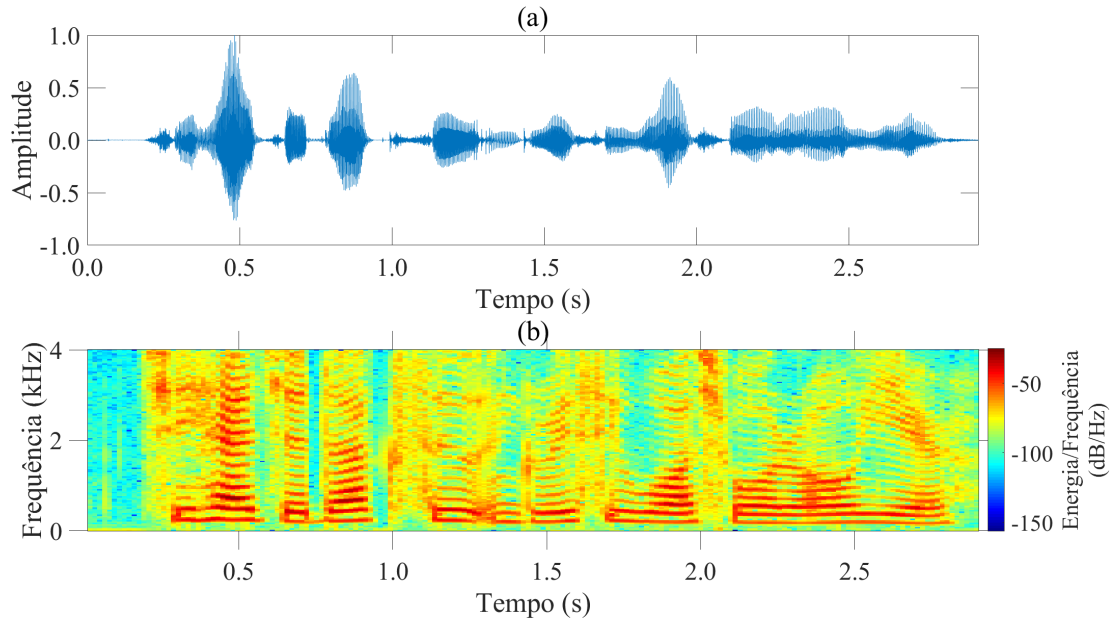 (a)
1.0
0.5
0.0
-0.5
-1.0
Amplitude
0.0 0.5 1.0 1.5 2.0 2.5
Tempo (s)
(b)
4
2
0
Frequência (kHz)
0.5 1.0 1.5 2.0 2.5
Tempo (s)
-50
-100
-150
Energia/Frequência
(dB/Hz)